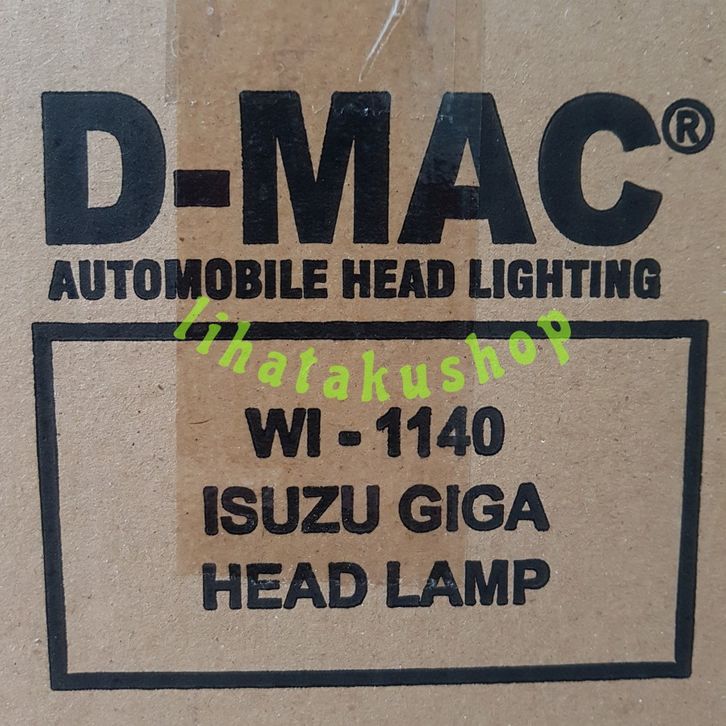 D-MAC®
AUTOMOBILE HEAD LIGHTING
lihatakushop
WI - 1140
ISUZU GIGA
HEAD LAMP